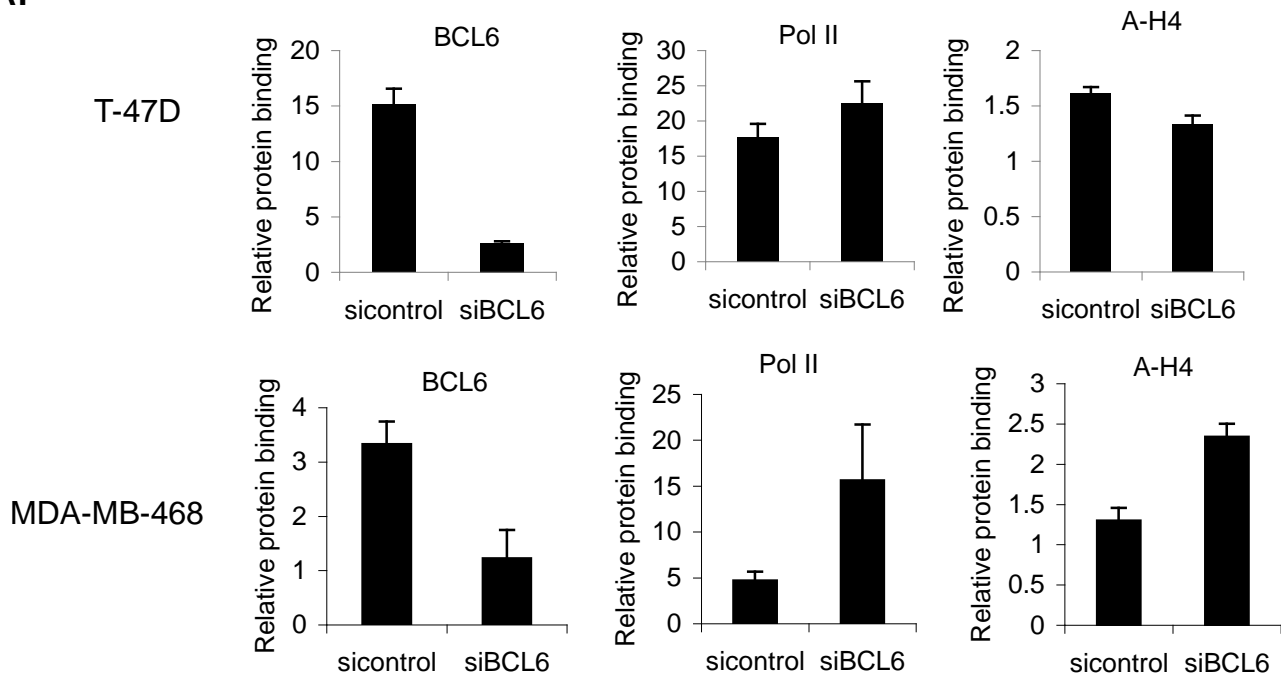 BCL6
Pol II
A-H4
T-47D
Relative protein binding
20
15
10
5
0
sicontrol siBCL6
Relative protein binding
30
25
20
15
10
5
0
sicontrol siBCL6
Relative protein binding
2
1.5
1
0.5
0
sicontrol siBCL6
BCL6
Pol II
A-H4
MDA-MB-468
Relative protein binding
4
3
2
1
0
sicontrol siBCL6
Relative protein binding
25
20
15
10
5
0
sicontrol siBCL6
Relative protein binding
3
2.5
2
1.5
1
0.5
0
sicontrol siBCL6